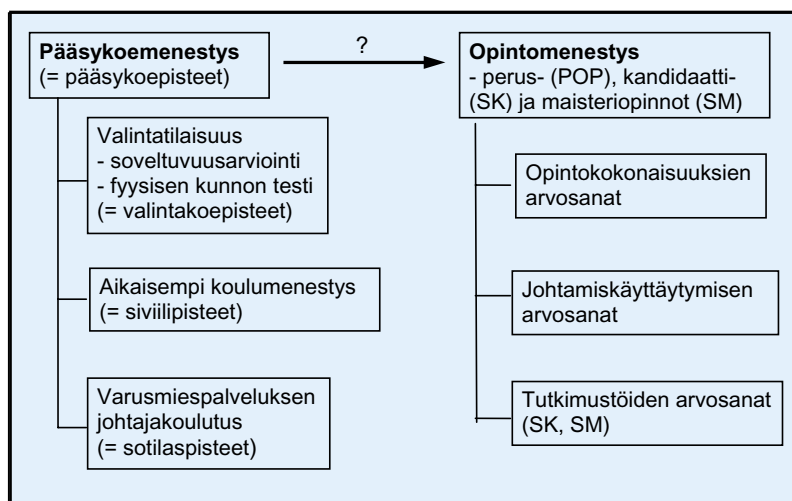 Pääsykoemenestys
(= pääsykoepisteet)
?
Opintomenestys
- perus- (POP), kandidaatti-
(SK) ja maisteriopinnot (SM)
Valintatilaisuus
- soveltuvuusarviointi
- fyysisen kunnon testi
(= valintakoepisteet)
Aikaisempi koulumenestys
(= siviilipisteet)
Varusmiespalveluksen
johtajakoulutus
(= sotilaspisteet)
Opintokokonaisuuksien
arvosanat
Johtamiskäyttäytymisen
arvosanat
Tutkimustöiden arvosanat
(SK, SM)